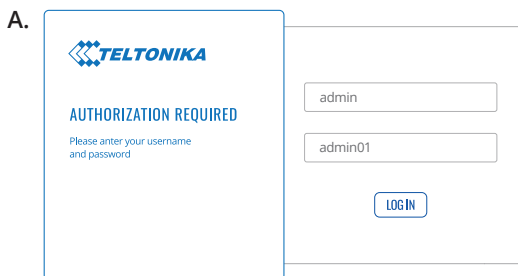 A.
TELTONIKA
AUTHORIZATION REQUIRED
Please anter your username
and password
admin
admin01
LOG IN